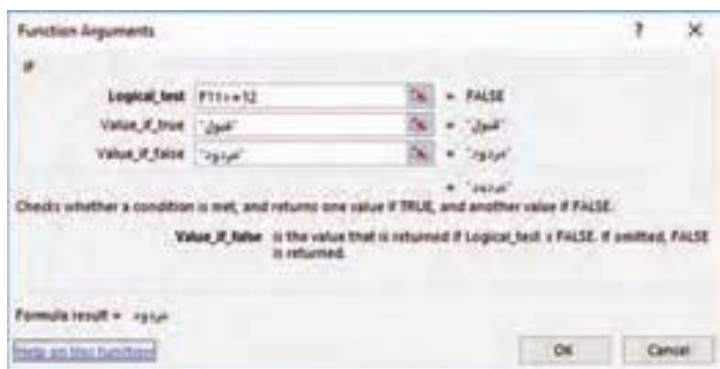 Function Arguments ? ×
IF
Logical_test F11>=12 = FALSE
Value_if_true "قبول" = "قبول"
Value_if_false "مردود" = "مردود"
= "مردود"
Checks whether a condition is met, and returns one value if TRUE, and another value if FALSE.
Value_if_false is the value that is returned if Logical_test is FALSE. If omitted, FALSE
is returned.
Formula result = مردود
Help on this function OK Cancel